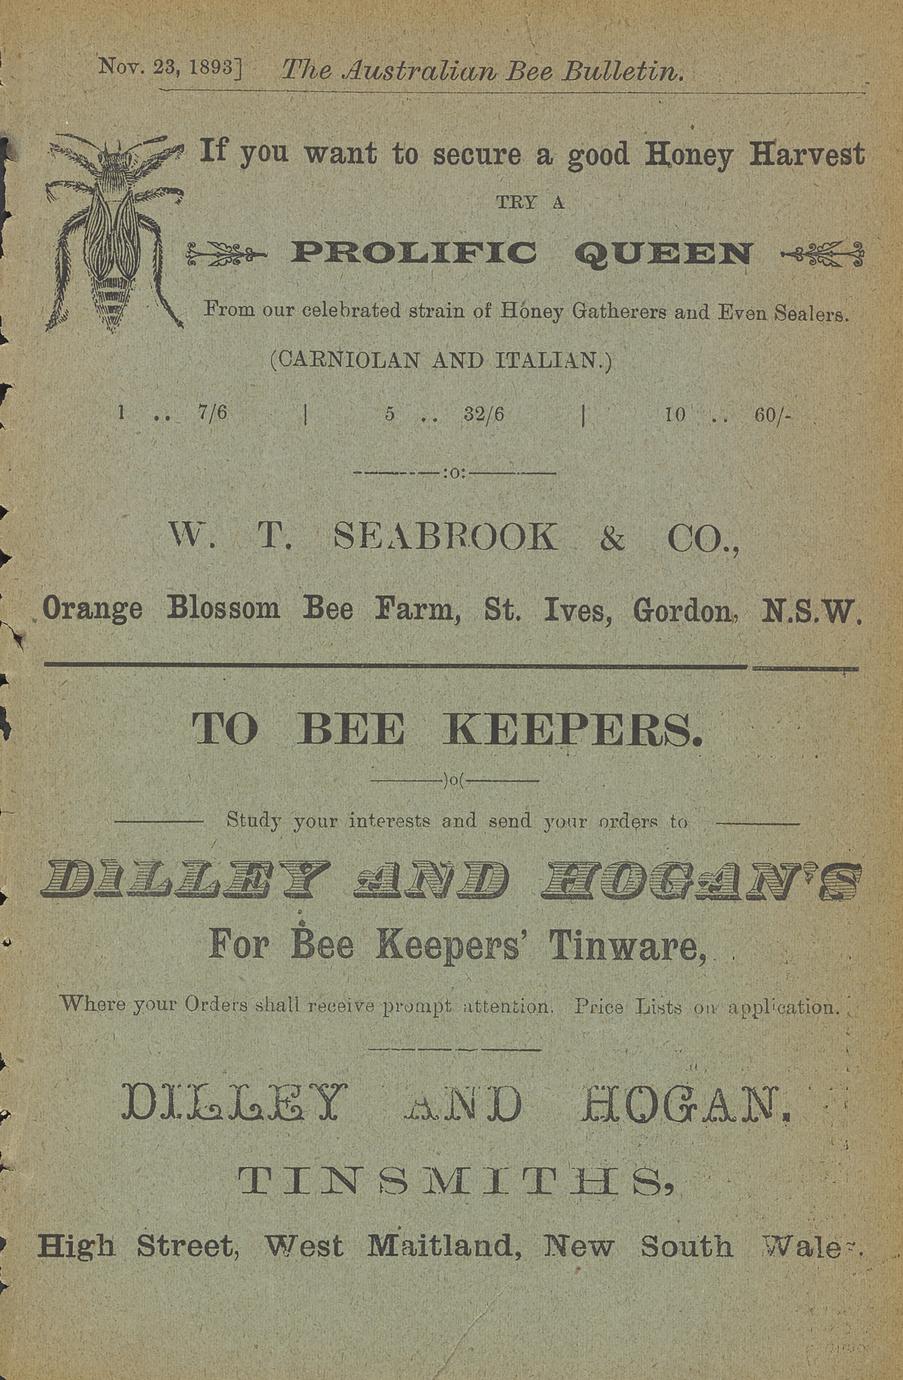 Nov. 23, 1893] The Australian Bee Bulletin.
If you want to secure a good Honey Harvest
TRY A
PROLIFIC QUEEN
From our celebrated strain of Honey Gatherers and Even Sealers.
(CARNIOLAN AND ITALIAN.)
1 .. 7/6 | 5 .. 32/6 | 10 .. 60/-
:o:
W. T. SEABROOK & CO.,
Orange Blossom Bee Farm, St. Ives, Gordon, N.S.W.
TO BEE KEEPERS.
)o(
Study your interests and send your orders to
DILLEY AND HOGAN'S
For Bee Keepers' Tinware,
Where your Orders shall receive prompt attention. Price Lists on application.
DILLEY AND HOGAN.
TINSMITHS,
High Street, West Maitland, New South Wales.